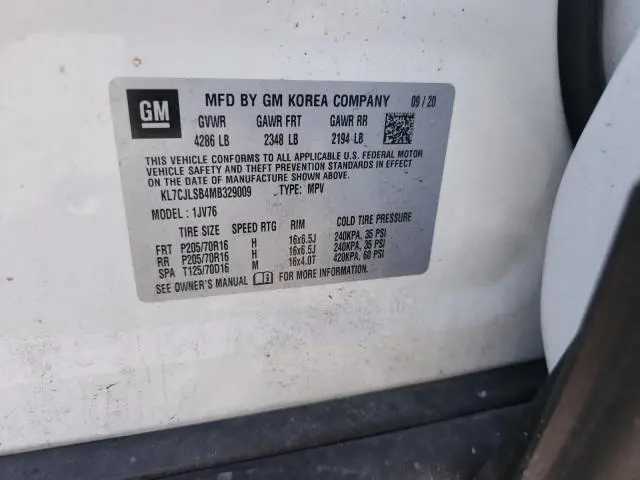 GM MFD BY GM KOREA COMPANY 09/20
GVWR GAWR FRT GAWR RR
4286 LB 2348 LB 2194 LB
THIS VEHICLE CONFORMS TO ALL APPLICABLE U.S. FEDERAL MOTOR
VEHICLE SAFETY AND THEFT PREVENTION STANDARDS IN EFFECT
ON THE DATE OF MANUFACTURE SHOWN ABOVE.
KL7CJLSB4MB329009 TYPE: MPV
MODEL: 1JV76
TIRE SIZE SPEED RTG RIM COLD TIRE PRESSURE
FRT P205/70R16 H 16x6.5J 240KPA, 35 PSI
RR P205/70R16 H 16x6.5J 240KPA, 35 PSI
SPA T125/70D16 M 16x4.0T 420KPA, 60 PSI
SEE OWNER'S MANUAL FOR MORE INFORMATION.